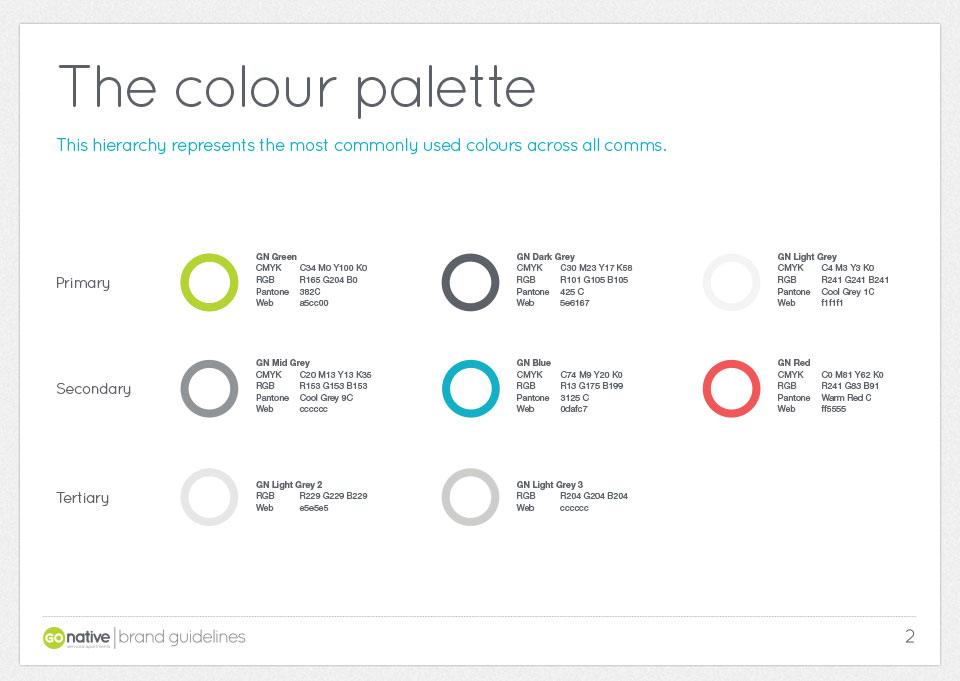 The colour palette
This hierarchy represents the most commonly used colours across all comms.
Primary
GN Green
CMYK C34 M0 Y100 K0
RGB R165 G204 B0
Pantone 382C
Web a5cc00
GN Dark Grey
CMYK C30 M23 Y17 K58
RGB R101 G105 B105
Pantone 425 C
Web 5e6167
GN Light Grey
CMYK C4 M3 Y3 K0
RGB R241 G241 B241
Pantone Cool Grey 1C
Web f1f1f1
Secondary
GN Mid Grey
CMYK C20 M13 Y13 K35
RGB R153 G153 B153
Pantone Cool Grey 9C
Web cccccc
GN Blue
CMYK C74 M9 Y20 K0
RGB R13 G175 B199
Pantone 3125 C
Web 0dafc7
GN Red
CMYK C0 M81 Y62 K0
RGB R241 G83 B91
Pantone Warm Red C
Web ff5555
Tertiary
GN Light Grey 2
RGB R229 G229 B229
Web e5e5e5
GN Light Grey 3
RGB R204 G204 B204
Web cccccc
GO native brand guidelines
serviced apartments
2